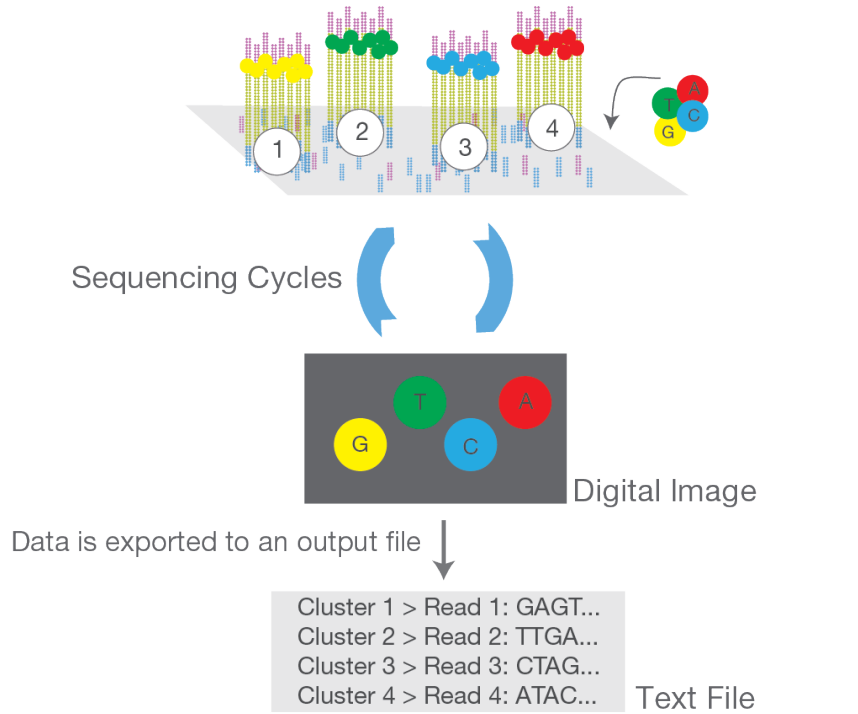 1
2
3
4
A
T
C
G
Sequencing Cycles
T
A
G
C
Digital Image
Data is exported to an output file
Cluster 1 > Read 1: GAGT...
Cluster 2 > Read 2: TTGA...
Cluster 3 > Read 3: CTAG...
Cluster 4 > Read 4: ATAC...
Text File